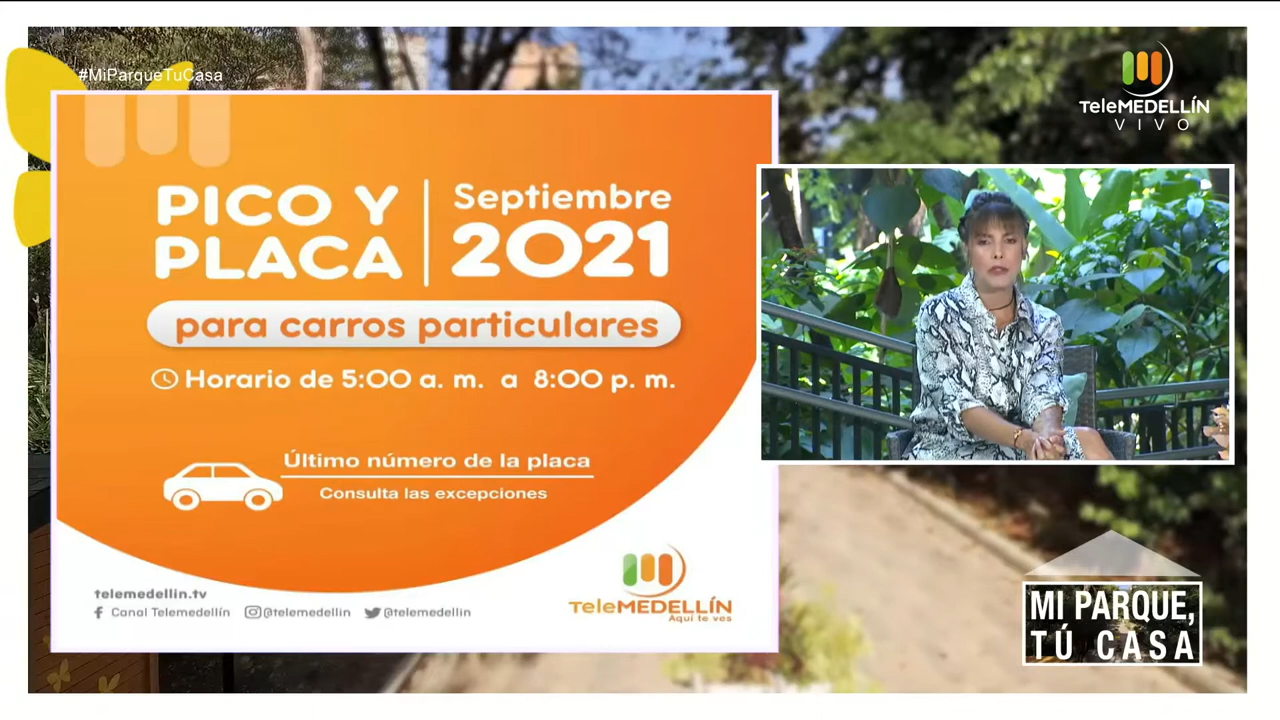 #MiParqueTuCasa
TeleMEDELLÍN
VIVO
PICO Y
PLACA
Septiembre
2021
para carros particulares
Horario de 5:00 a. m. a 8:00 p. m.
Último número de la placa
Consulta las excepciones
telemedellin.tv
Canal Telemedellín
@telemedellin
@telemedellin
TeleMEDELLÍN
Aquí te ves
MI PARQUE,
TÚ CASA